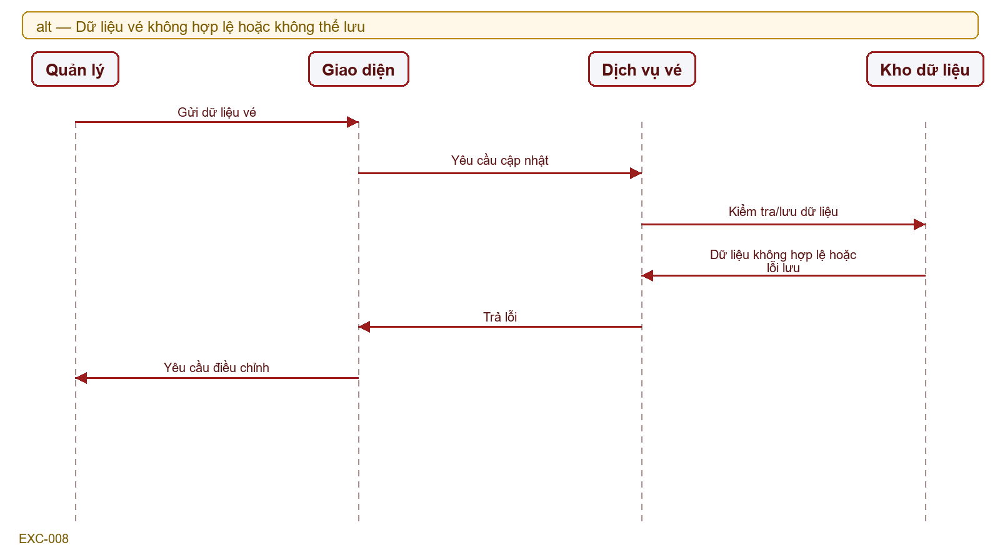 alt — Dữ liệu vé không hợp lệ hoặc không thể lưu
Quản lý
Giao diện
Dịch vụ vé
Kho dữ liệu
Gửi dữ liệu vé
Yêu cầu cập nhật
Kiểm tra/lưu dữ liệu
Dữ liệu không hợp lệ hoặc
lỗi lưu
Trả lỗi
Yêu cầu điều chỉnh
EXC-008